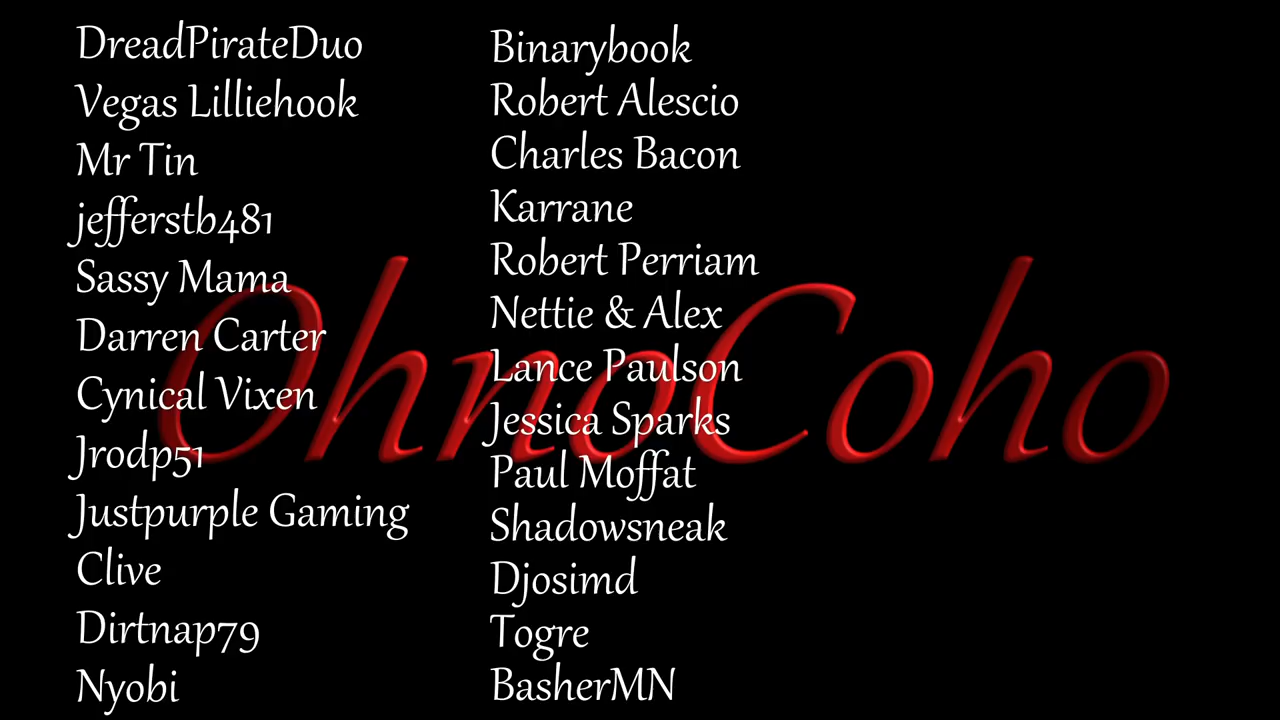 DreadPirateDuo
Vegas Lilliehook
Mr Tin
jefferstb481
Sassy Mama
Darren Carter
Cynical Vixen
Jrodp51
Justpurple Gaming
Clive
Dirtnap79
Nyobi
Binarybook
Robert Alescio
Charles Bacon
Karrane
Robert Perriam
Nettie & Alex
Lance Paulson
Jessica Sparks
Paul Moffat
Shadowsneak
Djosimd
Togre
BasherMN
OhnoCoho